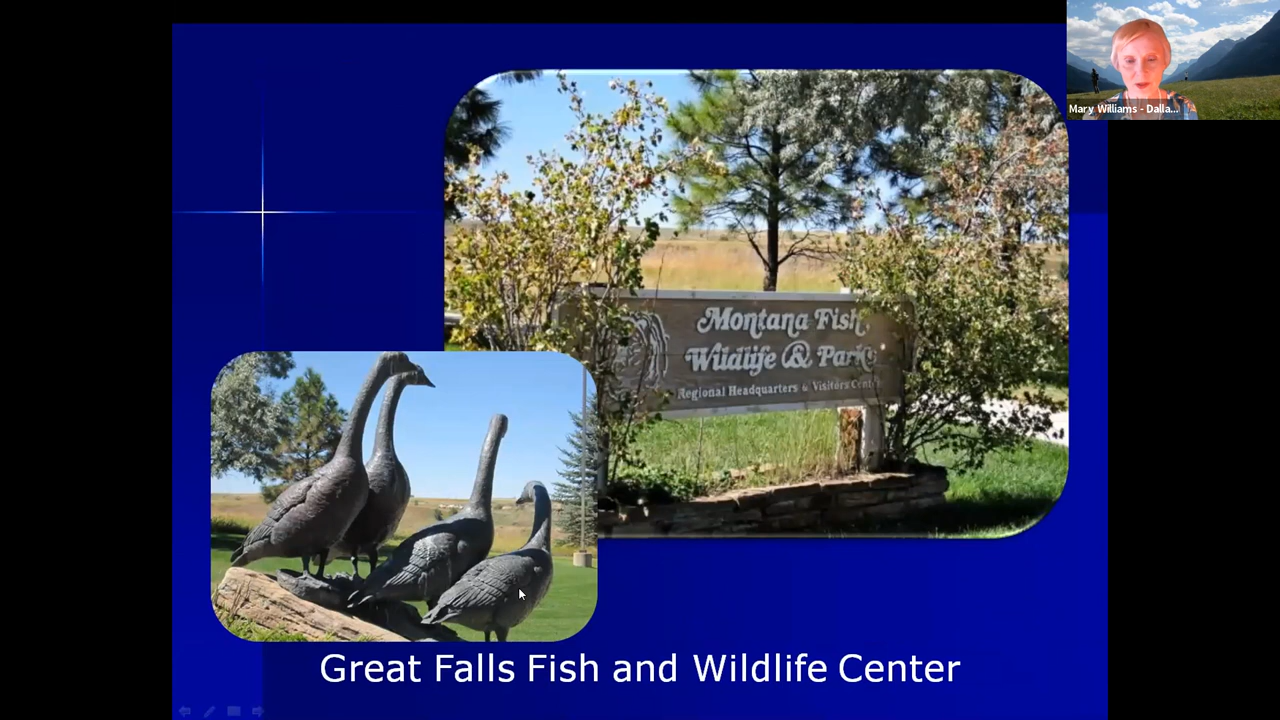 Mary Williams - Dalla...
Montana Fish,
Wildlife & Parks
Regional Headquarters & Visitors Center
Great Falls Fish and Wildlife Center